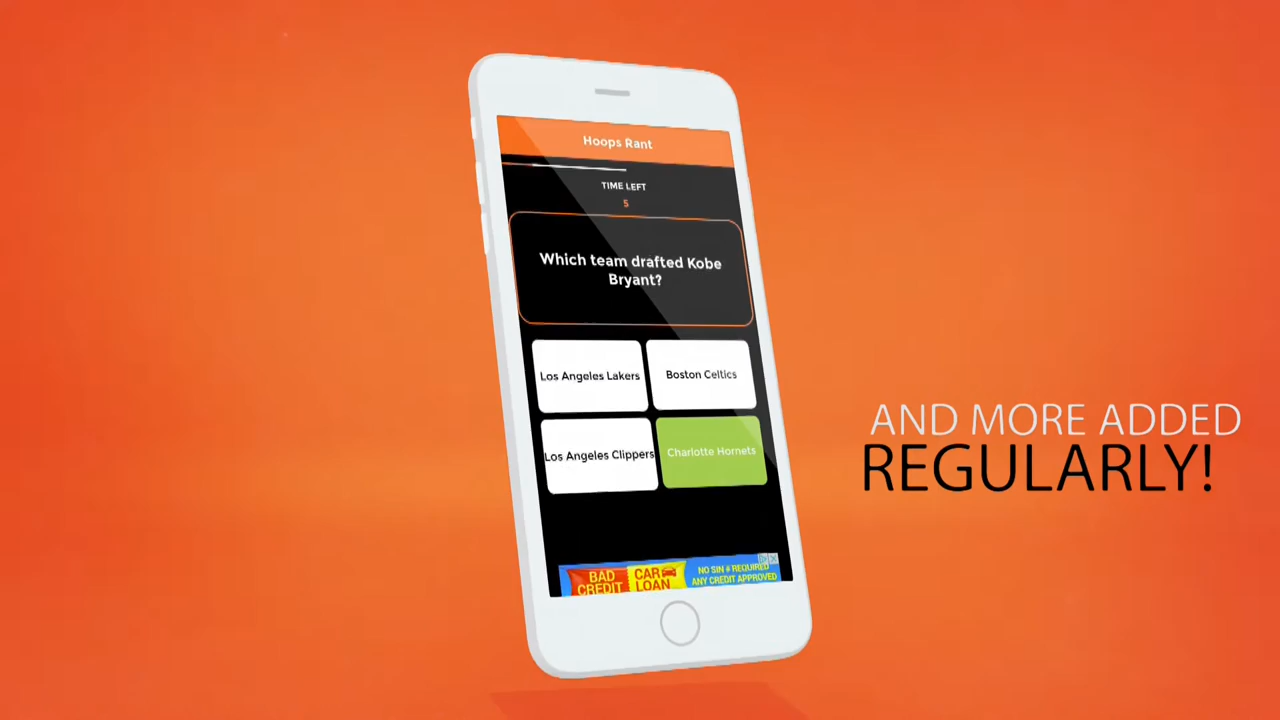 Hoops Rant
TIME LEFT
5
Which team drafted Kobe
Bryant?
Los Angeles Lakers
Boston Celtics
Los Angeles Clippers
Charlotte Hornets
BAD
CREDIT
CAR
LOAN
NO SIN # REQUIRED
ANY CREDIT APPROVED
AND MORE ADDED
REGULARLY!